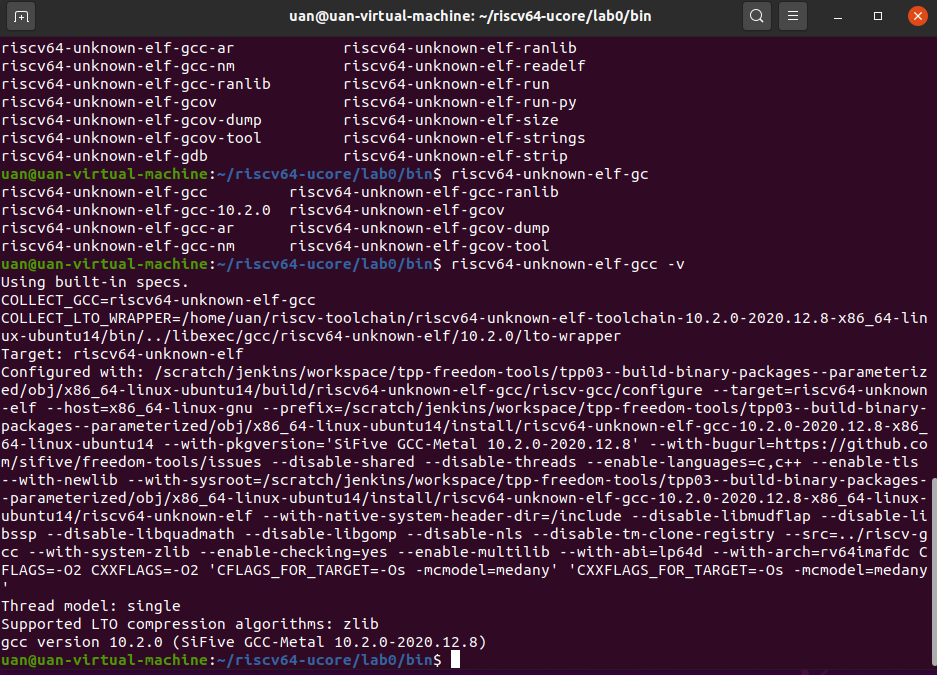 uan@uan-virtual-machine: ~/riscv64-ucore/lab0/bin
riscv64-unknown-elf-gcc-ar            riscv64-unknown-elf-ranlib
riscv64-unknown-elf-gcc-nm            riscv64-unknown-elf-readelf
riscv64-unknown-elf-gcc-ranlib        riscv64-unknown-elf-run
riscv64-unknown-elf-gcov              riscv64-unknown-elf-run-py
riscv64-unknown-elf-gcov-dump         riscv64-unknown-elf-size
riscv64-unknown-elf-gcov-tool         riscv64-unknown-elf-strings
riscv64-unknown-elf-gdb               riscv64-unknown-elf-strip
uan@uan-virtual-machine:~/riscv64-ucore/lab0/bin$ riscv64-unknown-elf-gc
riscv64-unknown-elf-gcc         riscv64-unknown-elf-gcc-ranlib
riscv64-unknown-elf-gcc-10.2.0  riscv64-unknown-elf-gcov
riscv64-unknown-elf-gcc-ar      riscv64-unknown-elf-gcov-dump
riscv64-unknown-elf-gcc-nm      riscv64-unknown-elf-gcov-tool
uan@uan-virtual-machine:~/riscv64-ucore/lab0/bin$ riscv64-unknown-elf-gcc -v
Using built-in specs.
COLLECT_GCC=riscv64-unknown-elf-gcc
COLLECT_LTO_WRAPPER=/home/uan/riscv-toolchain/riscv64-unknown-elf-toolchain-10.2.0-2020.12.8-x86_64-lin
ux-ubuntu14/bin/../libexec/gcc/riscv64-unknown-elf/10.2.0/lto-wrapper
Target: riscv64-unknown-elf
Configured with: /scratch/jenkins/workspace/tpp-freedom-tools/tpp03--build-binary-packages--parameteriz
ed/obj/x86_64-linux-ubuntu14/build/riscv64-unknown-elf-gcc/riscv-gcc/configure --target=riscv64-unknown
-elf --host=x86_64-linux-gnu --prefix=/scratch/jenkins/workspace/tpp-freedom-tools/tpp03--build-binary-
packages--parameterized/obj/x86_64-linux-ubuntu14/install/riscv64-unknown-elf-gcc-10.2.0-2020.12.8-x86_
64-linux-ubuntu14 --with-pkgversion='SiFive GCC-Metal 10.2.0-2020.12.8' --with-bugurl=https://github.co
m/sifive/freedom-tools/issues --disable-shared --disable-threads --enable-languages=c,c++ --enable-tls 
--with-newlib --with-sysroot=/scratch/jenkins/workspace/tpp-freedom-tools/tpp03--build-binary-packages-
-parameterized/obj/x86_64-linux-ubuntu14/install/riscv64-unknown-elf-gcc-10.2.0-2020.12.8-x86_64-linux-
ubuntu14/riscv64-unknown-elf --with-native-system-header-dir=/include --disable-libmudflap --disable-li
bssp --disable-libquadmath --disable-libgomp --disable-nls --disable-tm-clone-registry --src=../riscv-g
cc --with-system-zlib --enable-checking=yes --enable-multilib --with-abi=lp64d --with-arch=rv64imafdc C
FLAGS=-O2 CXXFLAGS=-O2 'CFLAGS_FOR_TARGET=-Os -mcmodel=medany' 'CXXFLAGS_FOR_TARGET=-Os -mcmodel=medany
'
Thread model: single
Supported LTO compression algorithms: zlib
gcc version 10.2.0 (SiFive GCC-Metal 10.2.0-2020.12.8)
uan@uan-virtual-machine:~/riscv64-ucore/lab0/bin$